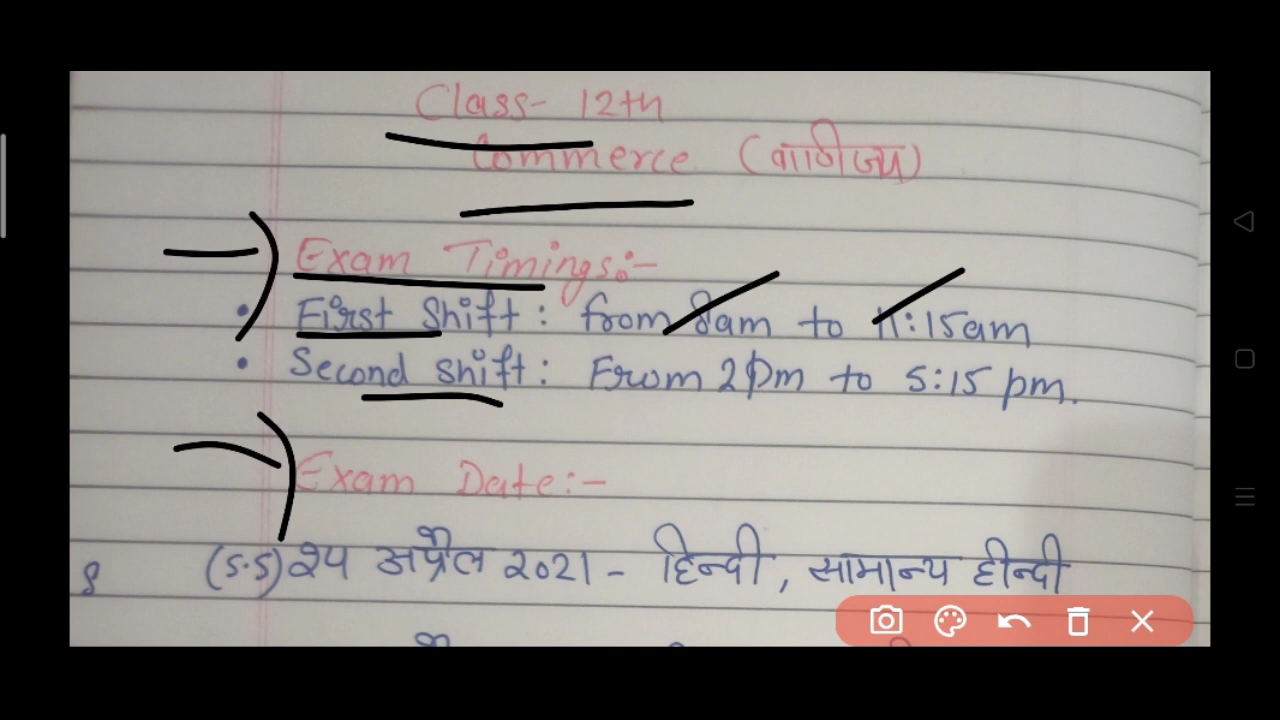 Class- 12th
Commerce (वाणिज्य)
Exam Timings:-
• First Shift: from 8am to 11:15am
• Second shift: From 2pm to 5:15 pm.
Exam Date:-
(S.S) २४ अप्रैल 2021 - हिन्दी, सामान्य हीन्दी